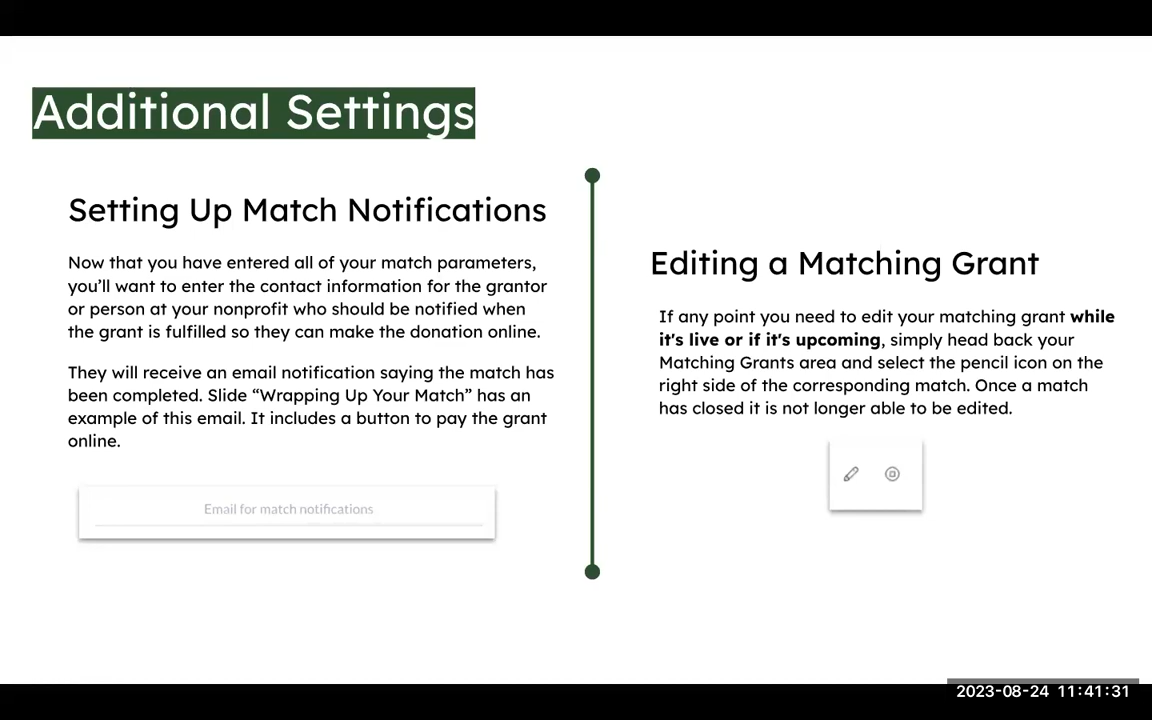 Additional Settings
Setting Up Match Notifications
Now that you have entered all of your match parameters,
you’ll want to enter the contact information for the grantor
or person at your nonprofit who should be notified when
the grant is fulfilled so they can make the donation online.
They will receive an email notification saying the match has
been completed. Slide “Wrapping Up Your Match” has an
example of this email. It includes a button to pay the grant
online.
Email for match notifications
Editing a Matching Grant
If any point you need to edit your matching grant while
it's live or if it's upcoming, simply head back your
Matching Grants area and select the pencil icon on the
right side of the corresponding match. Once a match
has closed it is not longer able to be edited.
2023-08-24 11:41:31